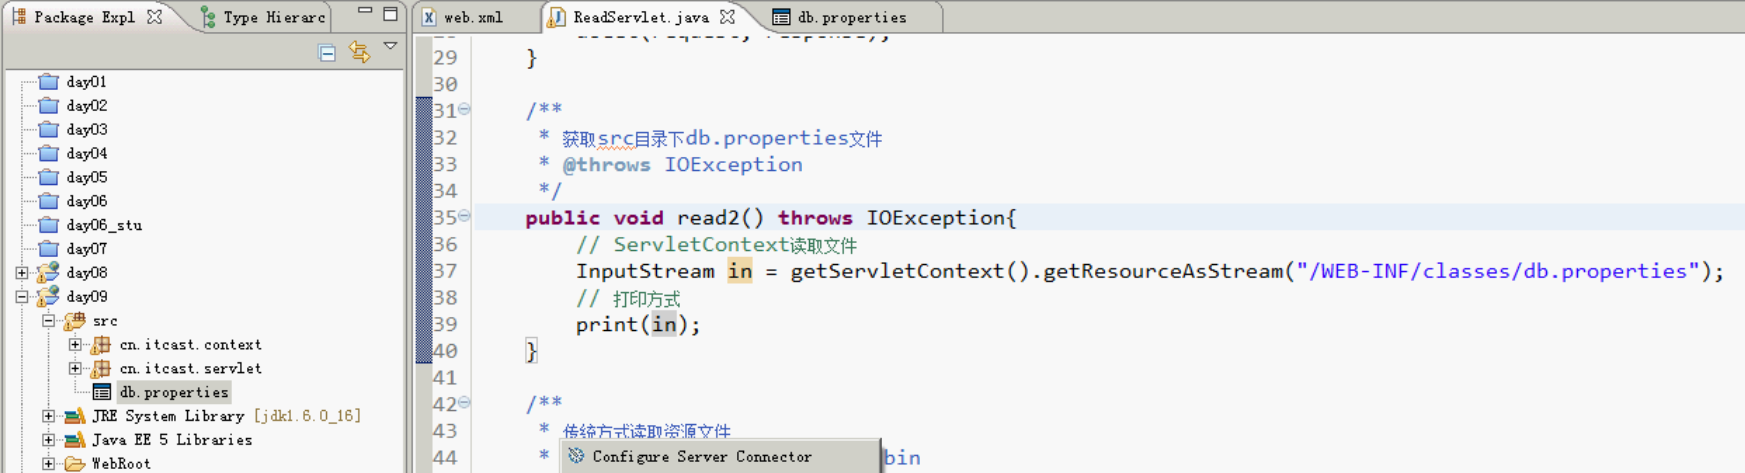 Package Expl
Type Hierarc
day01
day02
day03
day04
day05
day06
day06_stu
day07
day08
day09
src
cn.itcast.context
cn.itcast.servlet
db.properties
JRE System Library [jdk1.6.0_16]
Java EE 5 Libraries
WebRoot
web.xml
ReadServlet.java
db.properties
29 }
30
31 /**
32 * 获取src目录下db.properties文件
33 * @throws IOException
34 */
35 public void read2() throws IOException{
36 // ServletContext读取文件
37 InputStream in = getServletContext().getResourceAsStream("/WEB-INF/classes/db.properties");
38 // 打印方式
39 print(in);
40 }
41
42 /**
43 * 传统方式读取资源文件
44 * bin
Configure Server Connector